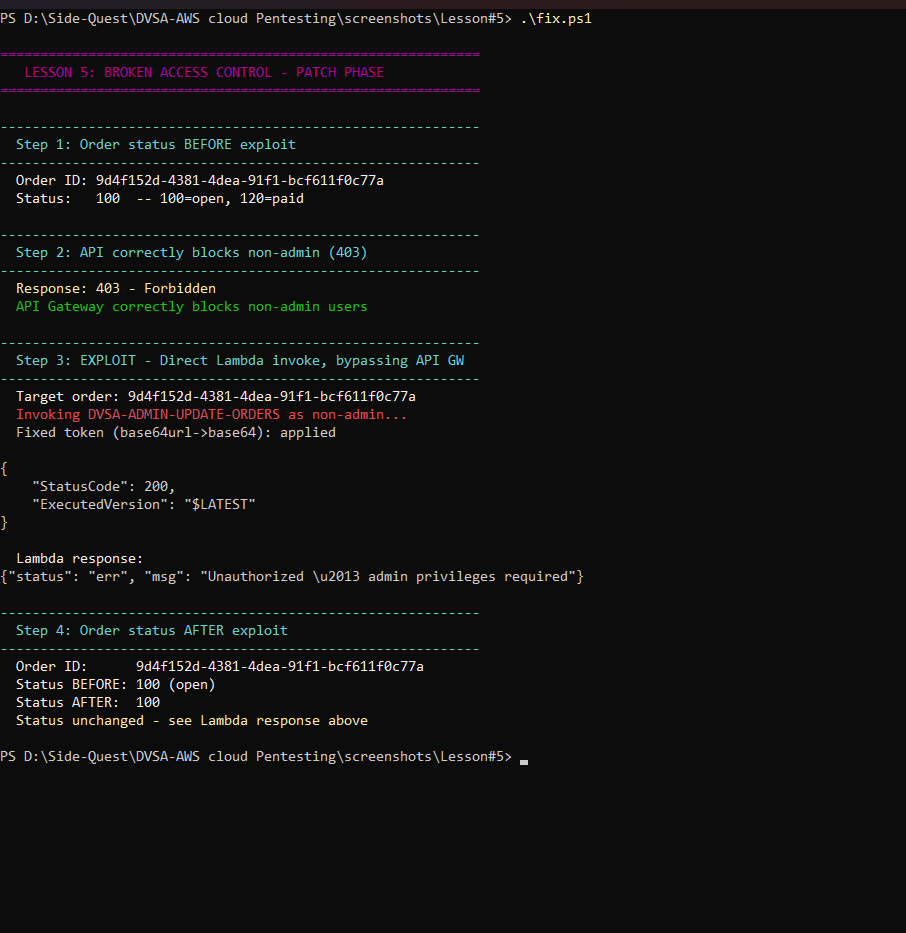 PS D:\Side-Quest\DVSA-AWS cloud Pentesting\screenshots\Lesson#5> .\fix.ps1
============================================================
LESSON 5: BROKEN ACCESS CONTROL - PATCH PHASE
============================================================
------------------------------------------------------------
Step 1: Order status BEFORE exploit
------------------------------------------------------------
Order ID: 9d4f152d-4381-4dea-91f1-bcf611f0c77a
Status:   100  -- 100=open, 120=paid
------------------------------------------------------------
Step 2: API correctly blocks non-admin (403)
------------------------------------------------------------
Response: 403 - Forbidden
API Gateway correctly blocks non-admin users
------------------------------------------------------------
Step 3: EXPLOIT - Direct Lambda invoke, bypassing API GW
------------------------------------------------------------
Target order: 9d4f152d-4381-4dea-91f1-bcf611f0c77a
Invoking DVSA-ADMIN-UPDATE-ORDERS as non-admin...
Fixed token (base64url->base64): applied
{
    "StatusCode": 200,
    "ExecutedVersion": "$LATEST"
}
Lambda response:
{"status": "err", "msg": "Unauthorized \u2013 admin privileges required"}
------------------------------------------------------------
Step 4: Order status AFTER exploit
------------------------------------------------------------
Order ID:      9d4f152d-4381-4dea-91f1-bcf611f0c77a
Status BEFORE: 100 (open)
Status AFTER:  100
Status unchanged - see Lambda response above
PS D:\Side-Quest\DVSA-AWS cloud Pentesting\screenshots\Lesson#5>